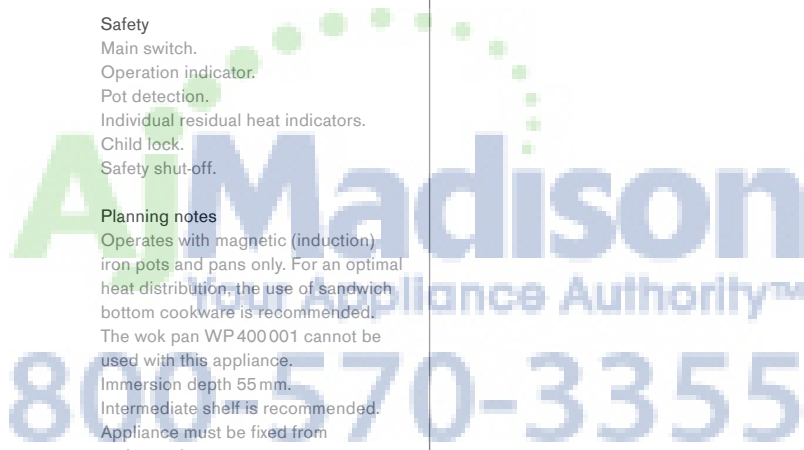 Safety
Main switch.
Operation indicator.
Pot detection.
Individual residual heat indicators.
Child lock.
Safety shut-off.
Planning notes
Operates with magnetic (induction)
iron pots and pans only. For an optimal
heat distribution, the use of sandwich
bottom cookware is recommended.
The wok pan WP 400 001 cannot be
used with this appliance.
Immersion depth 55 mm.
Intermediate shelf is recommended.
Appliance must be fixed from
AjMadison
Your Appliance Authority™
800-570-3355